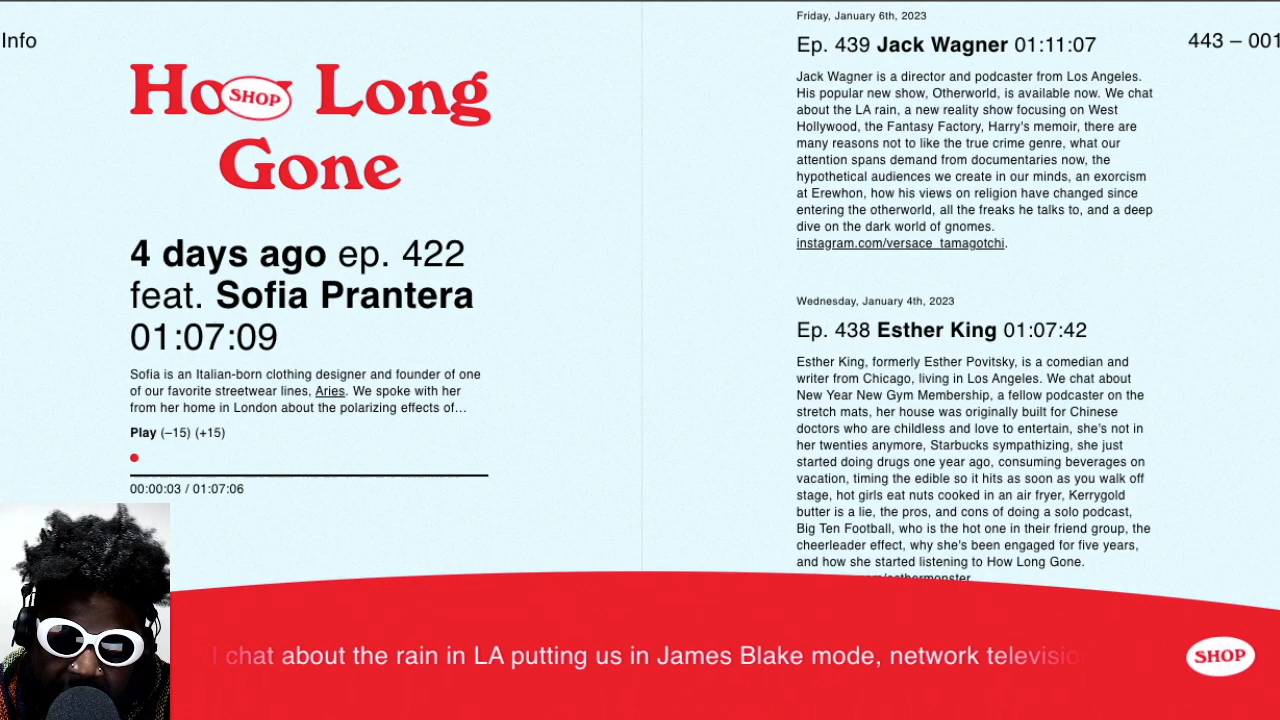 Info
How Long
SHOP
Gone
4 days ago ep. 422
feat. Sofia Prantera
01:07:09
Sofia is an Italian-born clothing designer and founder of one
of our favorite streetwear lines, Aries. We spoke with her
from her home in London about the polarizing effects of...
Play (–15) (+15)
00:00:03 / 01:07:06
Friday, January 6th, 2023
Ep. 439 Jack Wagner 01:11:07
443 – 001
Jack Wagner is a director and podcaster from Los Angeles.
His popular new show, Otherworld, is available now. We chat
about the LA rain, a new reality show focusing on West
Hollywood, the Fantasy Factory, Harry's memoir, there are
many reasons not to like the true crime genre, what our
attention spans demand from documentaries now, the
hypothetical audiences we create in our minds, an exorcism
at Erewhon, how his views on religion have changed since
entering the otherworld, all the freaks he talks to, and a deep
dive on the dark world of gnomes.
instagram.com/versace_tamagotchi.
Wednesday, January 4th, 2023
Ep. 438 Esther King 01:07:42
Esther King, formerly Esther Povitsky, is a comedian and
writer from Chicago, living in Los Angeles. We chat about
New Year New Gym Membership, a fellow podcaster on the
stretch mats, her house was originally built for Chinese
doctors who are childless and love to entertain, she's not in
her twenties anymore, Starbucks sympathizing, she just
started doing drugs one year ago, consuming beverages on
vacation, timing the edible so it hits as soon as you walk off
stage, hot girls eat nuts cooked in an air fryer, Kerrygold
butter is a lie, the pros, and cons of doing a solo podcast,
Big Ten Football, who is the hot one in their friend group, the
cheerleader effect, why she's been engaged for five years,
and how she started listening to How Long Gone.
I chat about the rain in LA putting us in James Blake mode, network televisio
SHOP